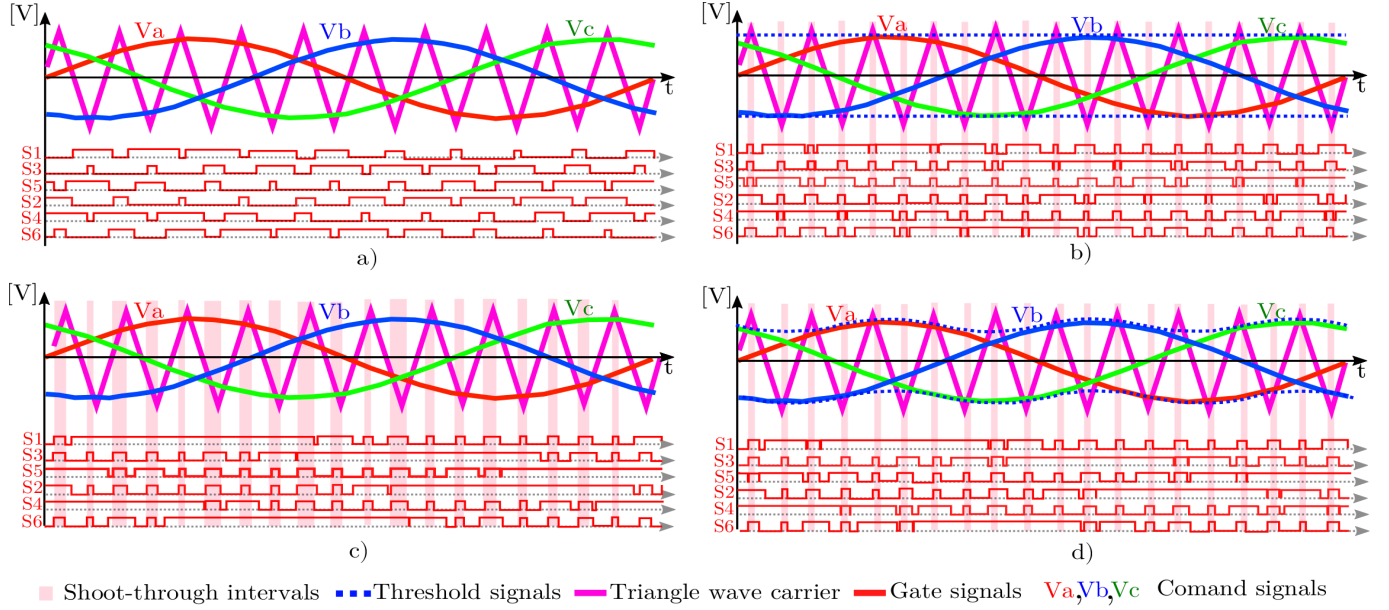 [V] Va Vb Vc
t
S1
S3
S5
S2
S4
S6
a)
[V] Va Vb Vc
t
S1
S3
S5
S2
S4
S6
b)
[V] Va Vb Vc
t
S1
S3
S5
S2
S4
S6
c)
[V] Va Vb Vc
t
S1
S3
S5
S2
S4
S6
d)
Shoot-through intervals Threshold signals Triangle wave carrier Gate signals Va,Vb,Vc Comand signals